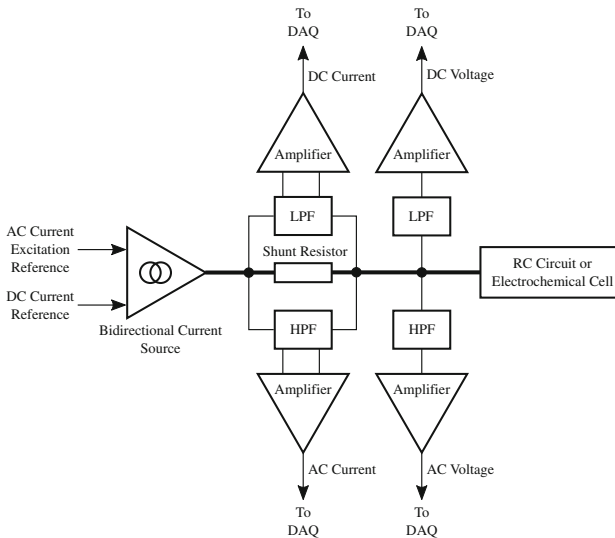 To
DAQ
To
DAQ
DC Current
DC Voltage
Amplifier
Amplifier
LPF
LPF
AC Current
Excitation
Reference
Shunt Resistor
RC Circuit or
Electrochemical Cell
DC Current
Reference
Bidirectional Current
Source
HPF
HPF
Amplifier
Amplifier
AC Current
AC Voltage
To
DAQ
To
DAQ